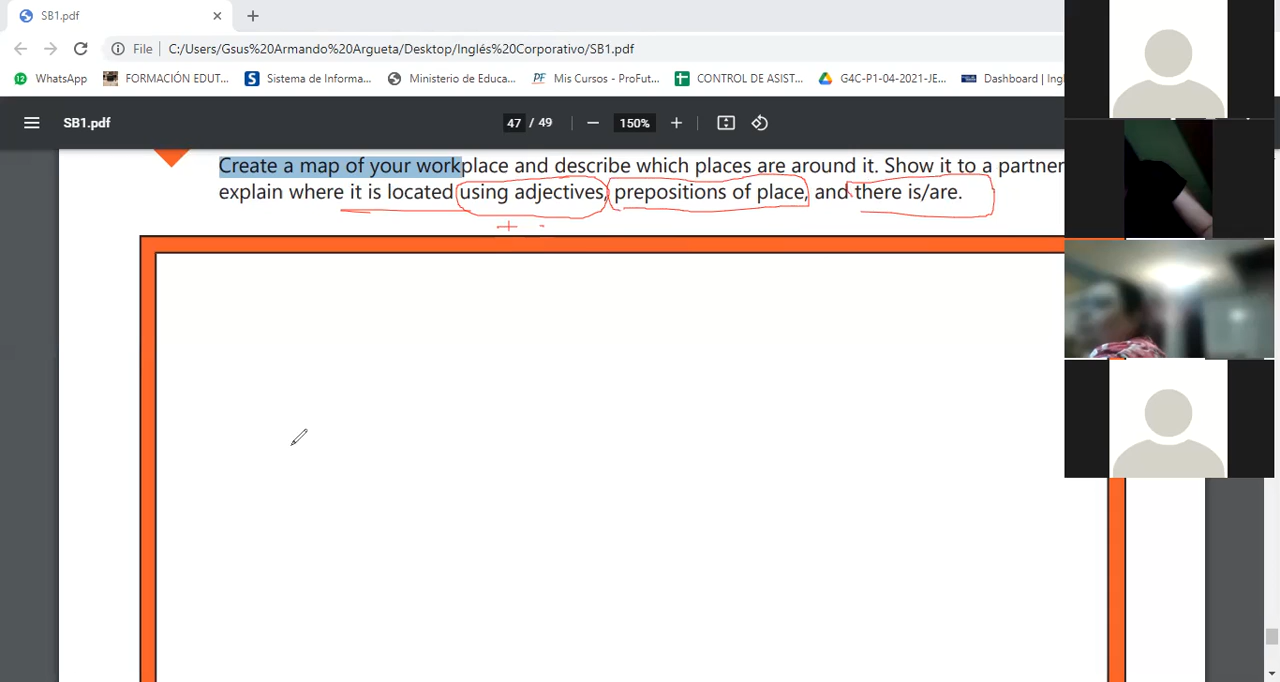 SB1.pdf
File C:/Users/Gsus%20Armando%20Argueta/Desktop/Inglés%20Corporativo/SB1.pdf
12 WhatsApp FORMACIÓN EDUT... S Sistema de Informa... Ministerio de Educa... PF Mis Cursos - ProFut... CONTROL DE ASIST... G4C-P1-04-2021-JE... Dashboard | Ingl
SB1.pdf 47 / 49 150%
Create a map of your workplace and describe which places are around it. Show it to a partner
explain where it is located using adjectives, prepositions of place, and there is/are.